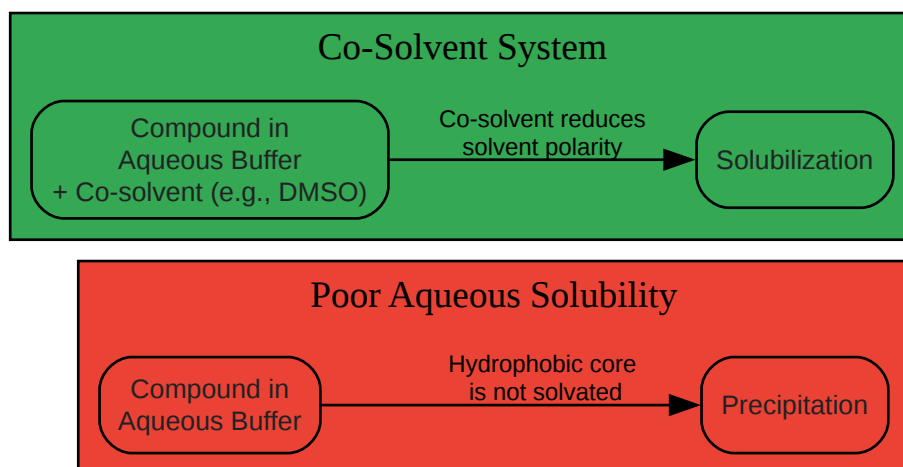 Co-Solvent System
Compound in
Aqueous Buffer
+ Co-solvent (e.g., DMSO)
Co-solvent reduces
solvent polarity
Solubilization
Poor Aqueous Solubility
Compound in
Aqueous Buffer
Hydrophobic core
is not solvated
Precipitation